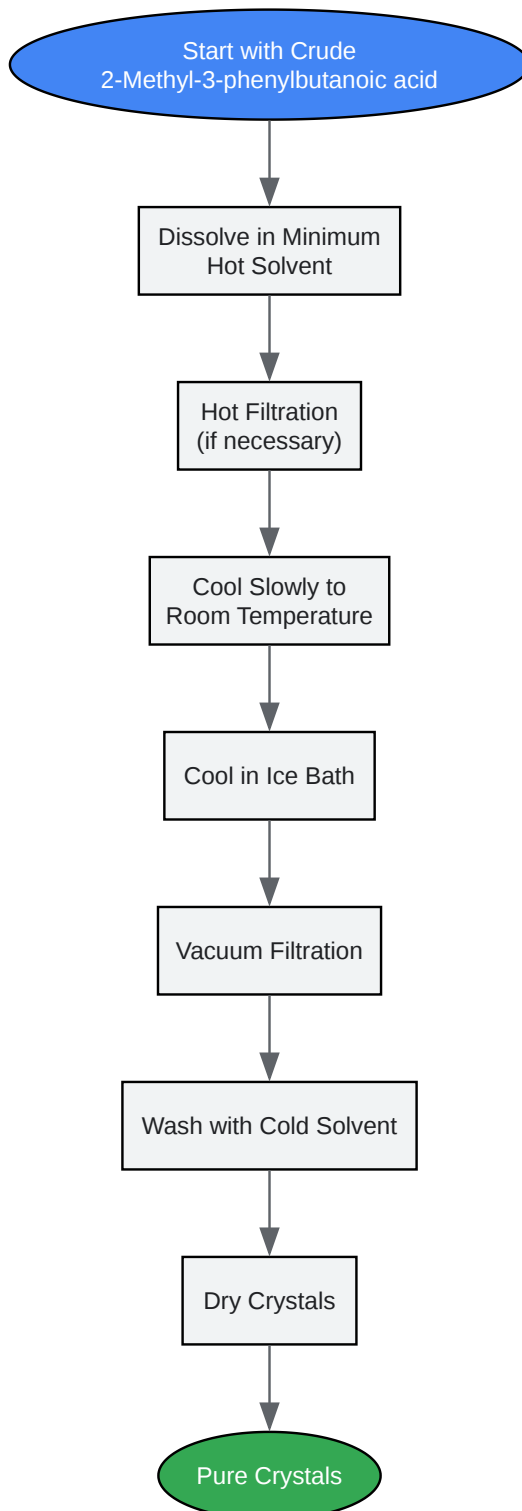 Start with Crude
2-Methyl-3-phenylbutanoic acid
Dissolve in Minimum
Hot Solvent
Hot Filtration
(if necessary)
Cool Slowly to
Room Temperature
Cool in Ice Bath
Vacuum Filtration
Wash with Cold Solvent
Dry Crystals
Pure Crystals